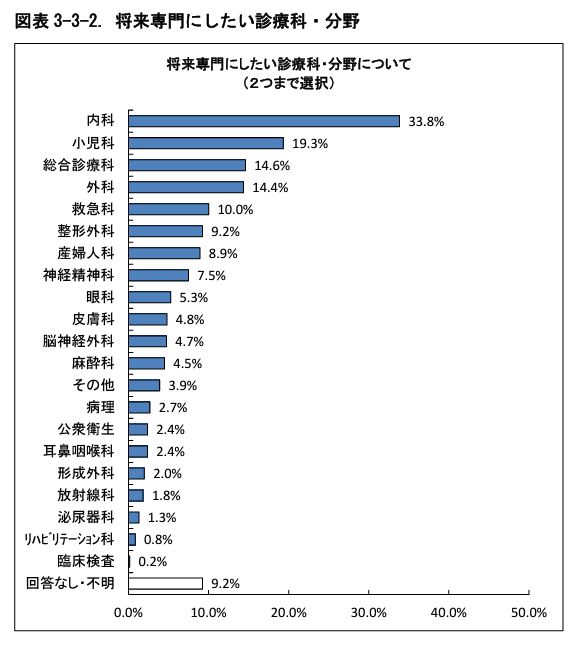 図表 3-3-2. 将来専門にしたい診療科・分野
将来専門にしたい診療科・分野について
（２つまで選択）
内科 33.8%
小児科 19.3%
総合診療科 14.6%
外科 14.4%
救急科 10.0%
整形外科 9.2%
産婦人科 8.9%
神経精神科 7.5%
眼科 5.3%
皮膚科 4.8%
脳神経外科 4.7%
麻酔科 4.5%
その他 3.9%
病理 2.7%
公衆衛生 2.4%
耳鼻咽喉科 2.4%
形成外科 2.0%
放射線科 1.8%
泌尿器科 1.3%
ﾘﾊﾋﾞﾘﾃｰｼｮﾝ科 0.8%
臨床検査 0.2%
回答なし・不明 9.2%
0.0% 10.0% 20.0% 30.0% 40.0% 50.0%